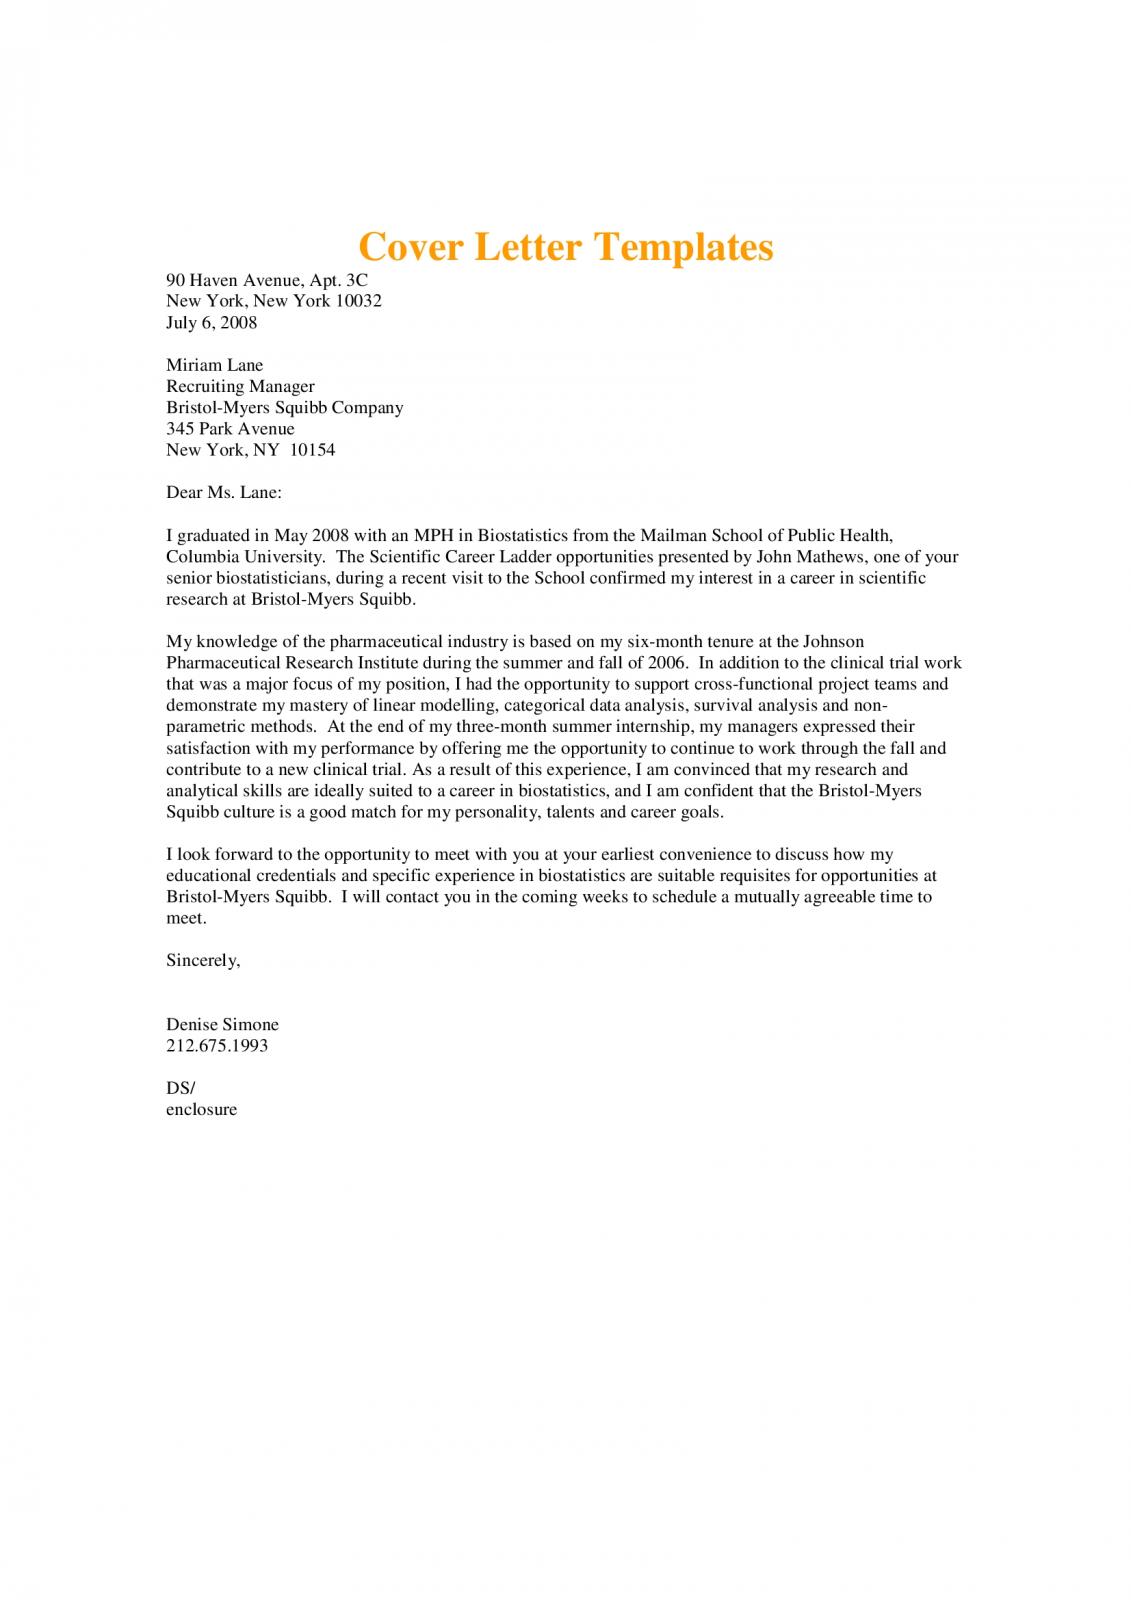 Cover Letter Templates
90 Haven Avenue, Apt. 3C
New York, New York 10032
July 6, 2008
Miriam Lane
Recruiting Manager
Bristol-Myers Squibb Company
345 Park Avenue
New York, NY  10154
Dear Ms. Lane:
I graduated in May 2008 with an MPH in Biostatistics from the Mailman School of Public Health,
Columbia University.  The Scientific Career Ladder opportunities presented by John Mathews, one of your
senior biostatisticians, during a recent visit to the School confirmed my interest in a career in scientific
research at Bristol-Myers Squibb.
My knowledge of the pharmaceutical industry is based on my six-month tenure at the Johnson
Pharmaceutical Research Institute during the summer and fall of 2006.  In addition to the clinical trial work
that was a major focus of my position, I had the opportunity to support cross-functional project teams and
demonstrate my mastery of linear modelling, categorical data analysis, survival analysis and non-
parametric methods.  At the end of my three-month summer internship, my managers expressed their
satisfaction with my performance by offering me the opportunity to continue to work through the fall and
contribute to a new clinical trial. As a result of this experience, I am convinced that my research and
analytical skills are ideally suited to a career in biostatistics, and I am confident that the Bristol-Myers
Squibb culture is a good match for my personality, talents and career goals.
I look forward to the opportunity to meet with you at your earliest convenience to discuss how my
educational credentials and specific experience in biostatistics are suitable requisites for opportunities at
Bristol-Myers Squibb.  I will contact you in the coming weeks to schedule a mutually agreeable time to
meet.
Sincerely,
Denise Simone
212.675.1993
DS/
enclosure